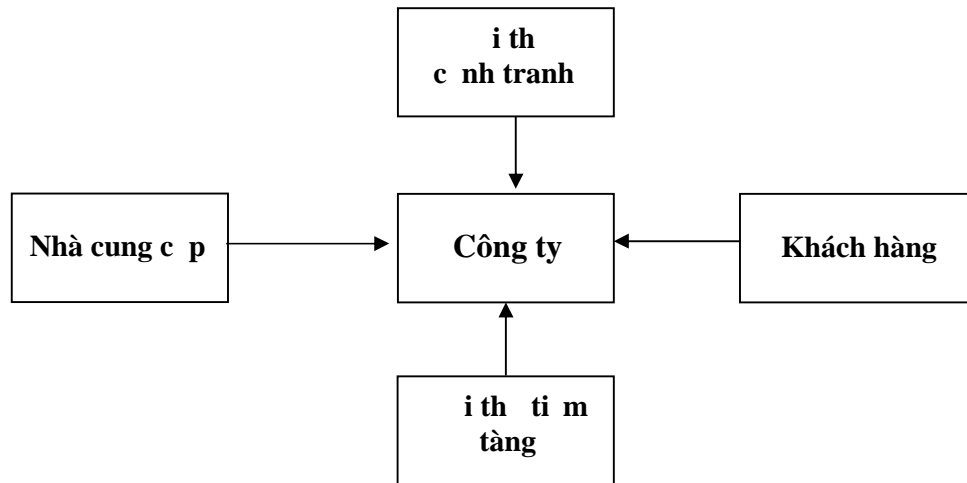 i th
c nh tranh
Nhà cung c p
Công ty
Khách hàng
i th ti m
tàng